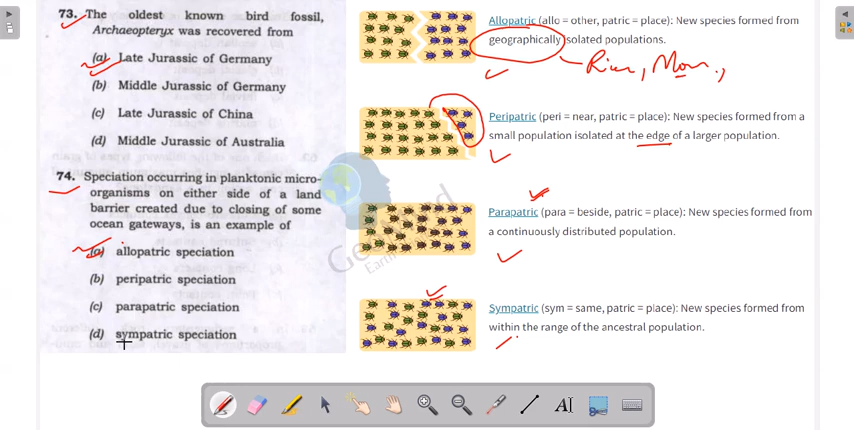 73. The oldest known bird fossil,
Archaeopteryx was recovered from
(a) Late Jurassic of Germany
(b) Middle Jurassic of Germany
(c) Late Jurassic of China
(d) Middle Jurassic of Australia
74. Speciation occurring in planktonic micro-
organisms on either side of a land
barrier created due to closing of some
ocean gateways, is an example of
(a) allopatric speciation
(b) peripatric speciation
(c) parapatric speciation
(d) sympatric speciation
Allopatric (allo = other, patric = place): New species formed from
geographically isolated populations.
River, Moun,
Peripatric (peri = near, patric = place): New species formed from a
small population isolated at the edge of a larger population.
Parapatric (para = beside, patric = place): New species formed from
a continuously distributed population.
Sympatric (sym = same, patric = place): New species formed from
within the range of the ancestral population.
AI